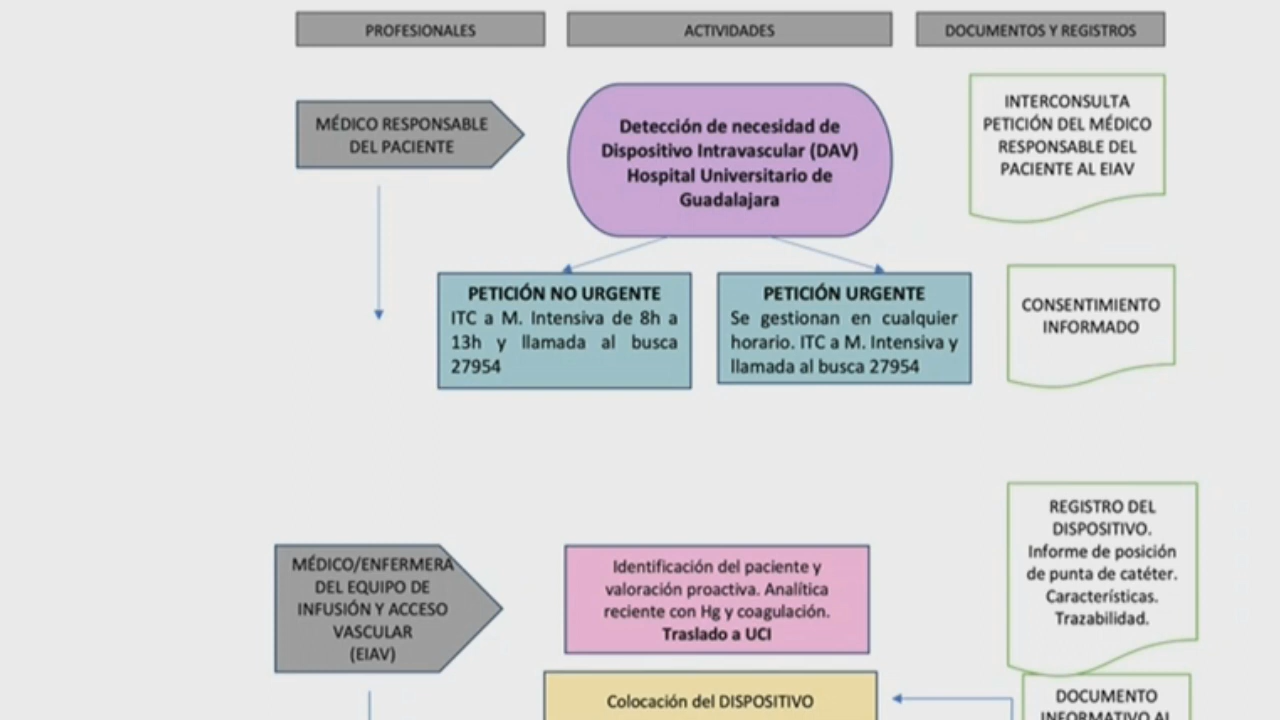 PROFESIONALES
ACTIVIDADES
DOCUMENTOS Y REGISTROS
MÉDICO RESPONSABLE
DEL PACIENTE
Detección de necesidad de
Dispositivo Intravascular (DAV)
Hospital Universitario de
Guadalajara
INTERCONSULTA
PETICIÓN DEL MÉDICO
RESPONSABLE DEL
PACIENTE AL EIAV
PETICIÓN NO URGENTE
ITC a M. Intensiva de 8h a
13h y llamada al busca
27954
PETICIÓN URGENTE
Se gestionan en cualquier
horario. ITC a M. Intensiva y
llamada al busca 27954
CONSENTIMIENTO
INFORMADO
MÉDICO/ENFERMERA
DEL EQUIPO DE
INFUSIÓN Y ACCESO
VASCULAR
(EIAV)
Identificación del paciente y
valoración proactiva. Analítica
reciente con Hg y coagulación.
Traslado a UCI
REGISTRO DEL
DISPOSITIVO.
Informe de posición
de punta de catéter.
Características.
Trazabilidad.
Colocación del DISPOSITIVO
DOCUMENTO
INFORMATIVO AL